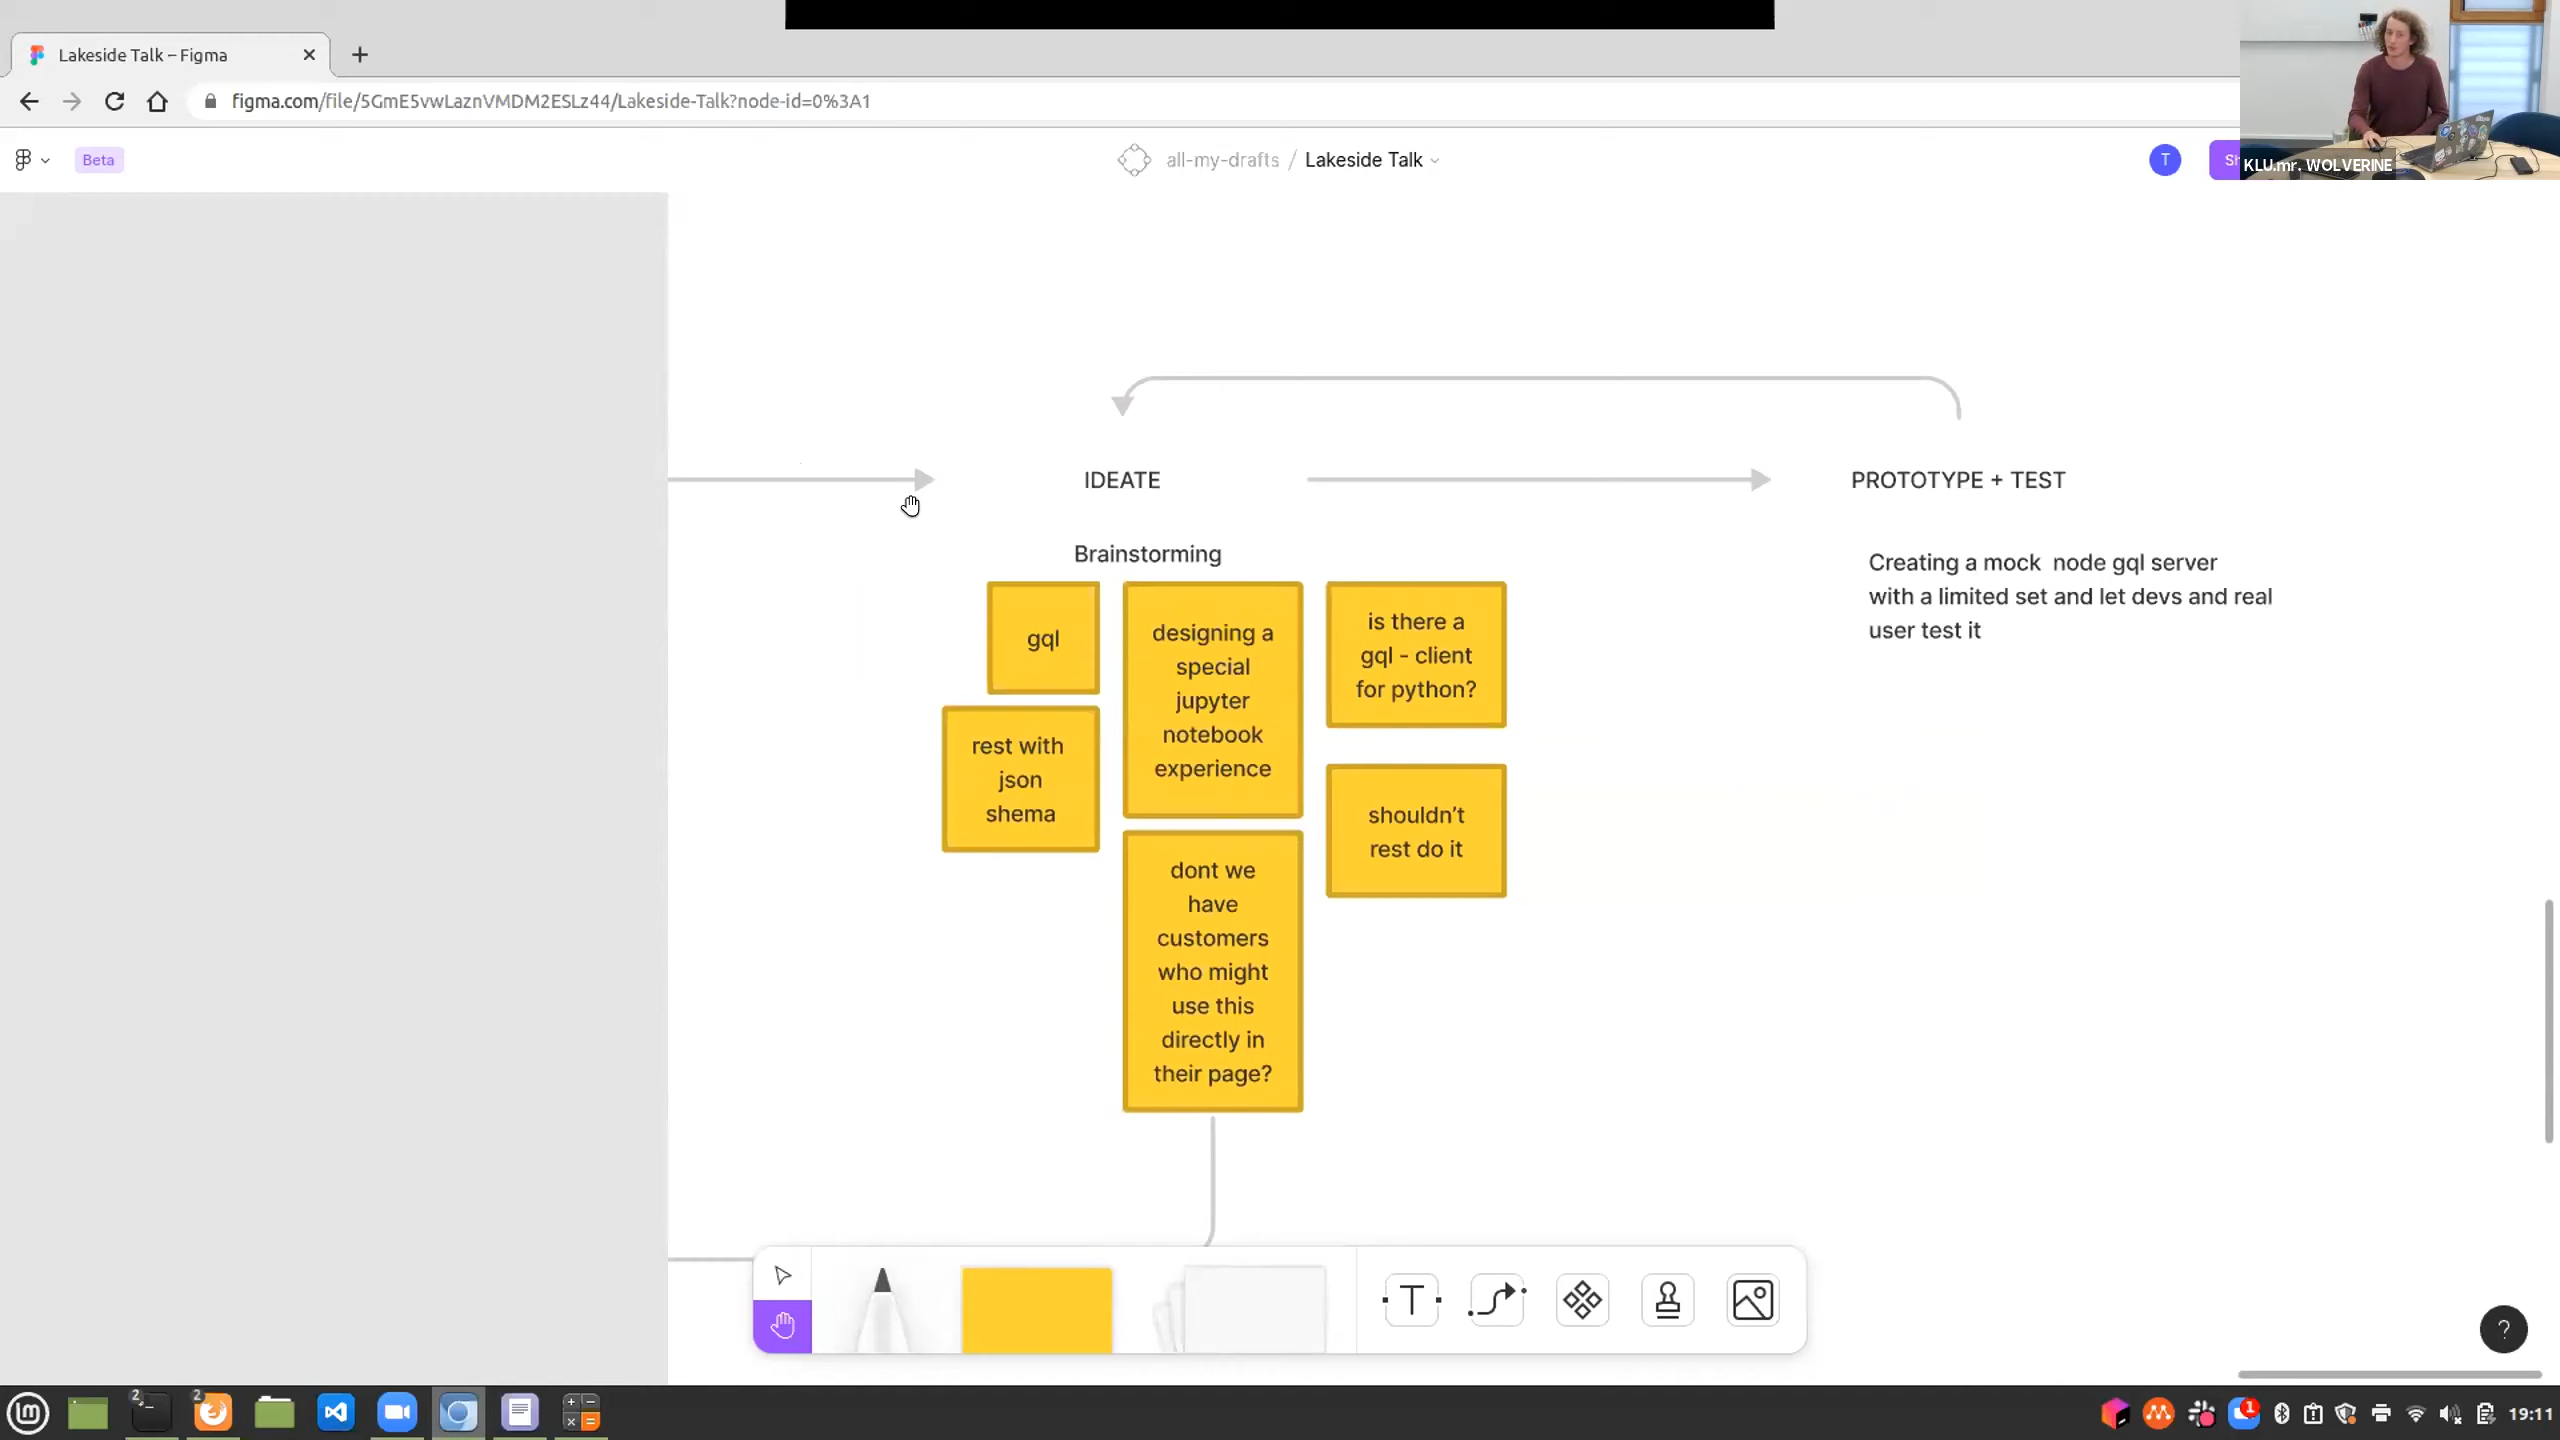 Lakeside Talk – Figma
figma.com/file/5GmE5vwLaznVMDM2ESLz44/Lakeside-Talk?node-id=0%3A1
Beta
all-my-drafts / Lakeside Talk
T
Sh
KLU.mr. WOLVERINE
IDEATE
PROTOTYPE + TEST
Brainstorming
Creating a mock node gql server
with a limited set and let devs and real
user test it
gql
designing a
special
jupyter
notebook
experience
is there a
gql - client
for python?
rest with
json
shema
shouldn't
rest do it
dont we
have
customers
who might
use this
directly in
their page?
T
?
2
2
1
19:11